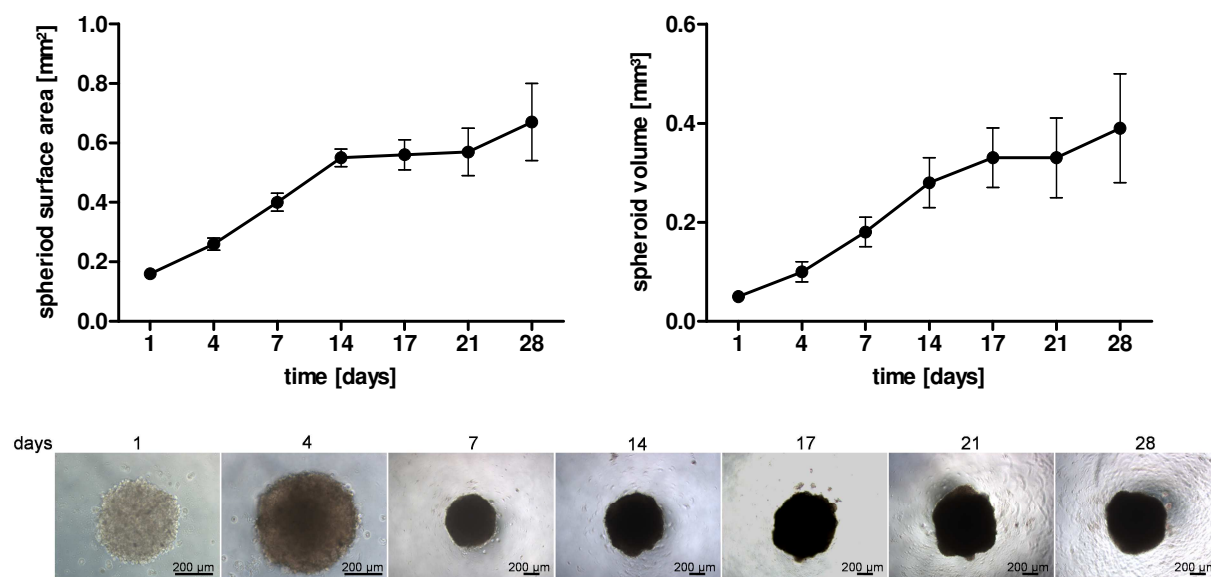 spheriod surface area [mm²]
1.0
0.8
0.6
0.4
0.2
0.0
1 4 7 14 17 21 28
time [days]
spheroid volume [mm³]
0.6
0.4
0.2
0.0
1 4 7 14 17 21 28
time [days]
days 1 4 7 14 17 21 28
200 µm 200 µm 200 µm 200 µm 200 µm 200 µm 200 µm